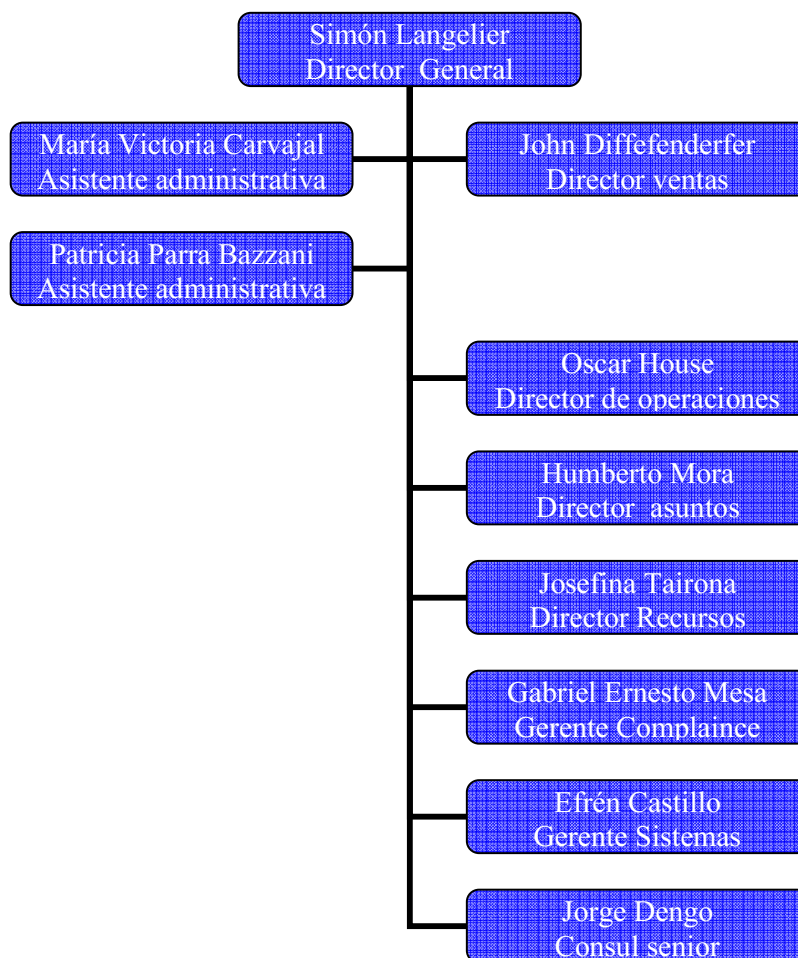 Simón Langelier
Director General
María Victoria Carvajal
Asistente administrativa
John Diffefenderfer
Director ventas
Patricia Parra Bazzani
Asistente administrativa
Oscar House
Director de operaciones
Humberto Mora
Director asuntos
Josefina Tairona
Director Recursos
Gabriel Ernesto Mesa
Gerente Complaince
Efrén Castillo
Gerente Sistemas
Jorge Dengo
Consul senior